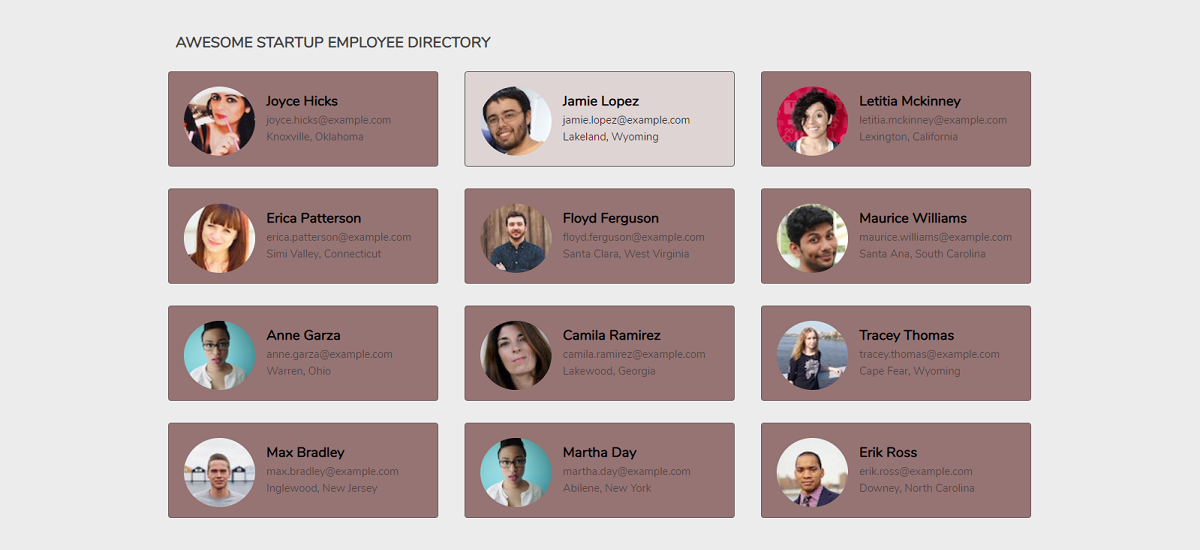 AWESOME STARTUP EMPLOYEE DIRECTORY
Joyce Hicks
joyce.hicks@example.com
Knoxville, Oklahoma
Jamie Lopez
jamie.lopez@example.com
Lakeland, Wyoming
Letitia Mckinney
letitia.mckinney@example.com
Lexington, California
Erica Patterson
erica.patterson@example.com
Simi Valley, Connecticut
Floyd Ferguson
floyd.ferguson@example.com
Santa Clara, West Virginia
Maurice Williams
maurice.williams@example.com
Santa Ana, South Carolina
Anne Garza
anne.garza@example.com
Warren, Ohio
Camila Ramirez
camila.ramirez@example.com
Lakewood, Georgia
Tracey Thomas
tracey.thomas@example.com
Cape Fear, Wyoming
Max Bradley
max.bradley@example.com
Inglewood, New Jersey
Martha Day
martha.day@example.com
Abilene, New York
Erik Ross
erik.ross@example.com
Downey, North Carolina